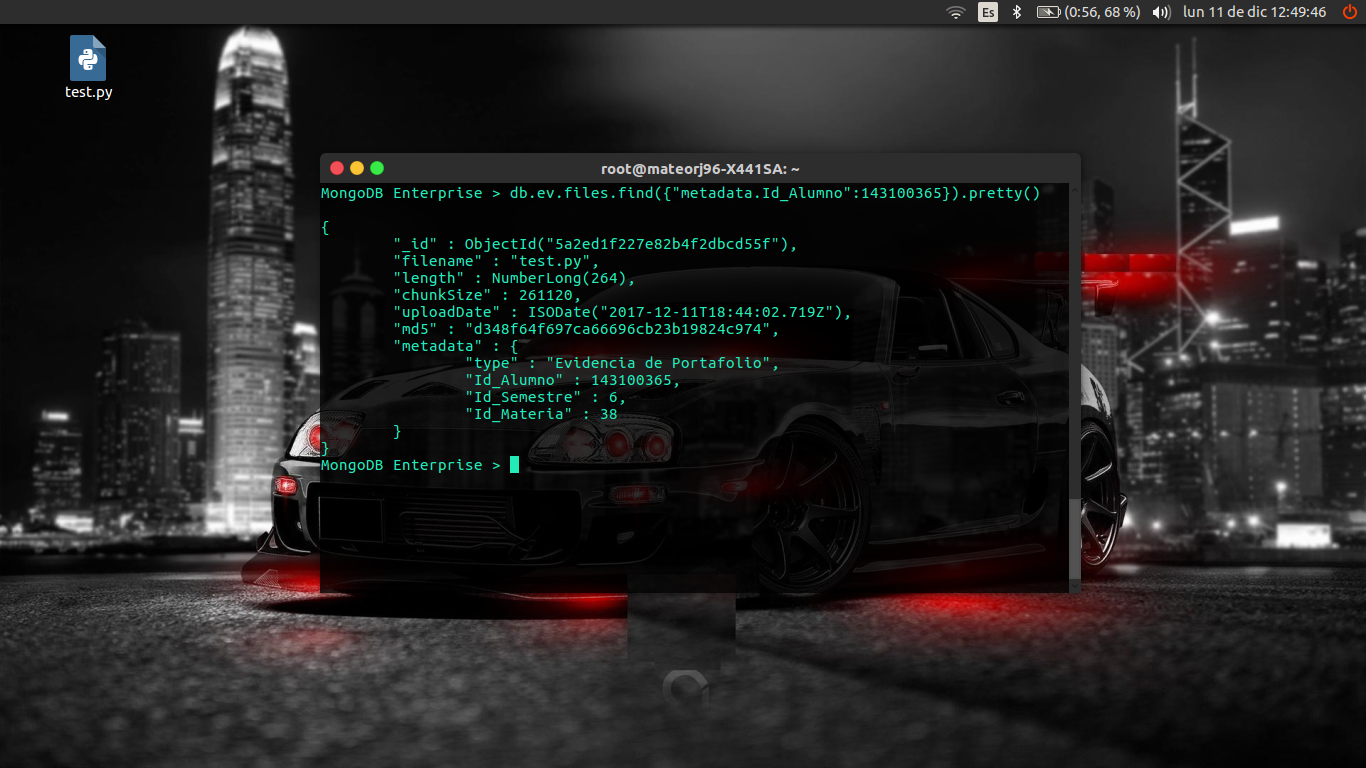 Es (0:56, 68 %) lun 11 de dic 12:49:46
test.py
root@mateorj96-X441SA: ~
MongoDB Enterprise > db.ev.files.find({"metadata.Id_Alumno":143100365}).pretty()
{
"_id" : ObjectId("5a2ed1f227e82b4f2dbcd55f"),
"filename" : "test.py",
"length" : NumberLong(264),
"chunkSize" : 261120,
"uploadDate" : ISODate("2017-12-11T18:44:02.719Z"),
"md5" : "d348f64f697ca66696cb23b19824c974",
"metadata" : {
"type" : "Evidencia de Portafolio",
"Id_Alumno" : 143100365,
"Id_Semestre" : 6,
"Id_Materia" : 38
}
}
MongoDB Enterprise >